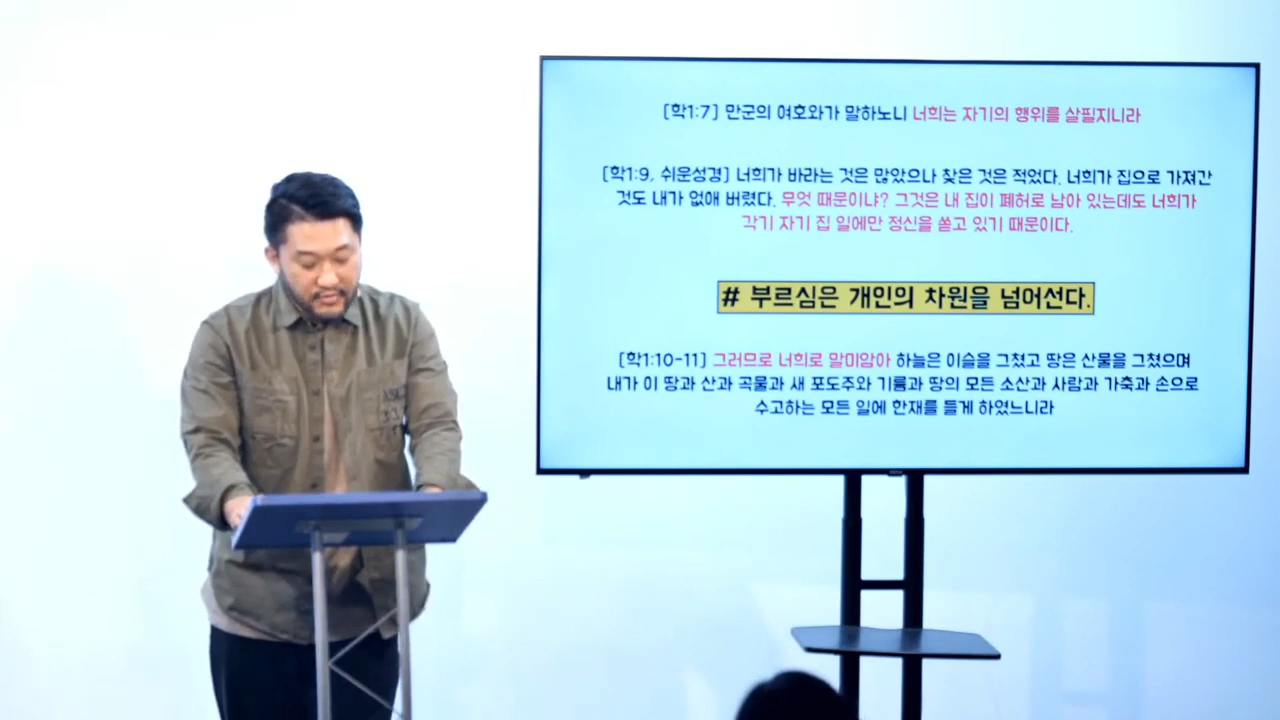 [학1:7] 만군의 여호와가 말하노니 너희는 자기의 행위를 살필지니라
[학1:9, 쉬운성경] 너희가 바라는 것은 많았으나 찾은 것은 적었다. 너희가 집으로 가져간
것도 내가 없애 버렸다. 무엇 때문이냐? 그것은 내 집이 폐허로 남아 있는데도 너희가
각기 자기 집 일에만 정신을 쏟고 있기 때문이다.
# 부르심은 개인의 차원을 넘어선다.
[학1:10-11] 그러므로 너희로 말미암아 하늘은 이슬을 그쳤고 땅은 산물을 그쳤으며
내가 이 땅과 산과 곡물과 새 포도주와 기름과 땅의 모든 소산과 사람과 가축과 손으로
수고하는 모든 일에 한재를 들게 하였느니라